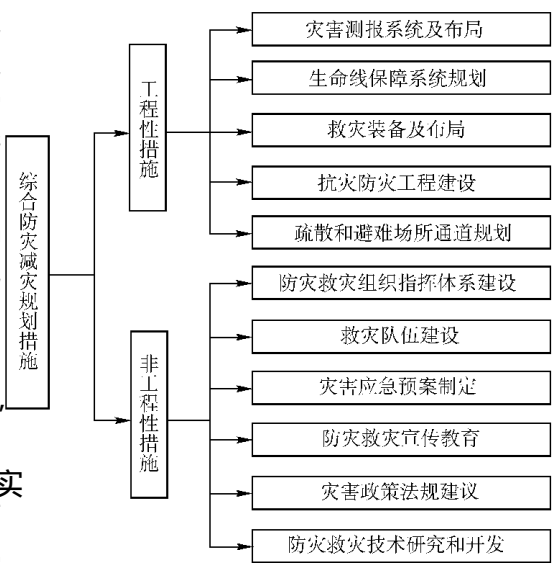 综合防灾减灾规划措施
工程性措施
灾害测报系统及布局
生命线保障系统规划
救灾装备及布局
抗灾防灾工程建设
疏散和避难场所通道规划
非工程性措施
防灾救灾组织指挥体系建设
救灾队伍建设
灾害应急预案制定
防灾救灾宣传教育
灾害政策法规建议
防灾救灾技术研究和开发
实